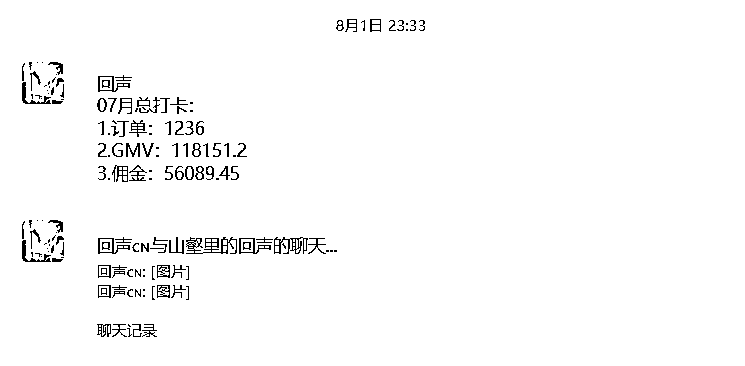 8月1日 23:33
回声
07月总打卡：
1.订单：1236
2.GMV：118151.2
3.佣金：56089.45
回声CN与山壑里的回声的聊天...
回声CN: [图片]
回声CN: [图片]
聊天记录